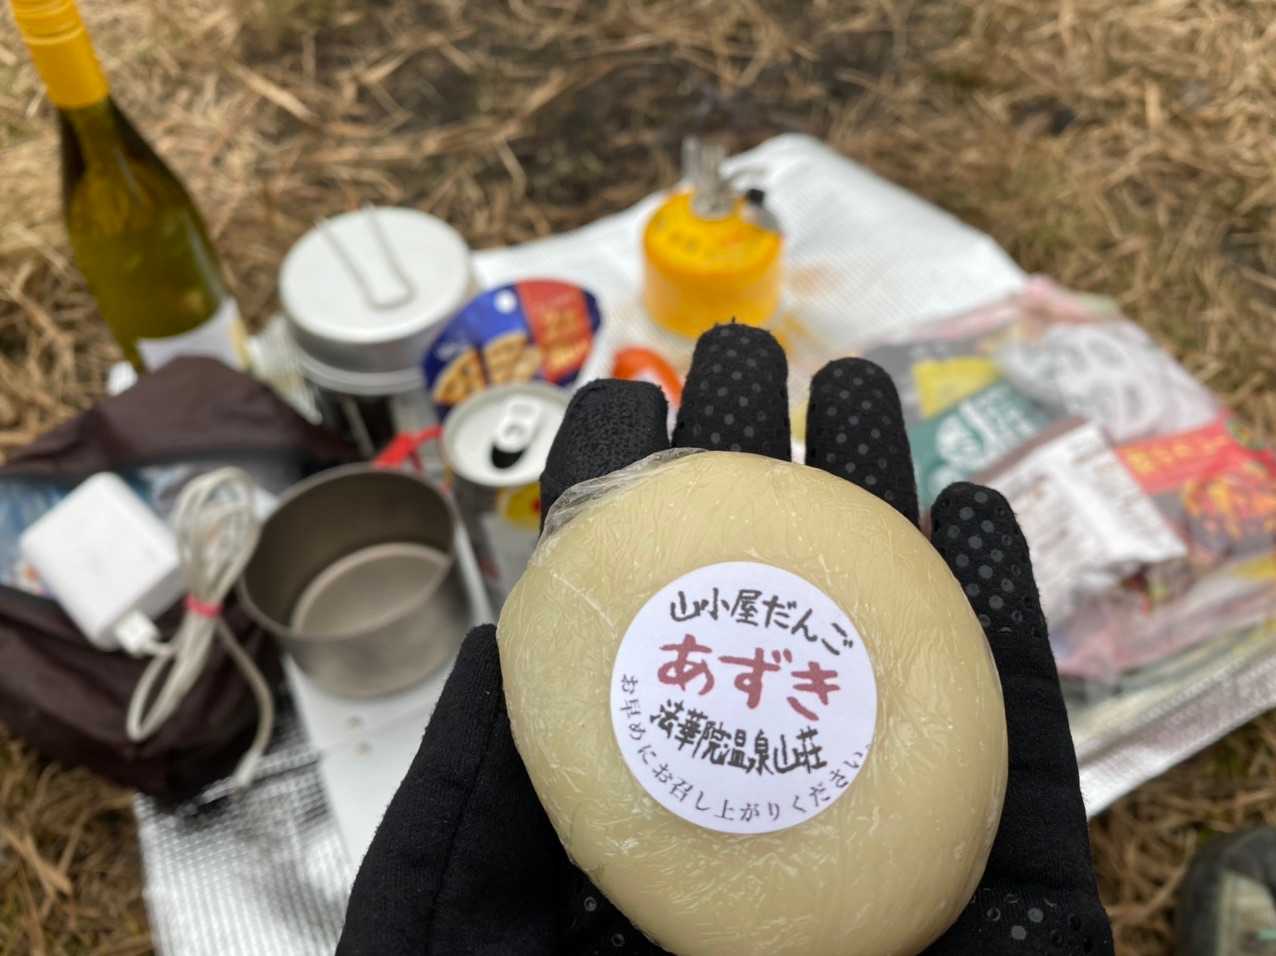 山小屋だんご
あずき
法華院温泉山荘
お早めにお召し上がりください